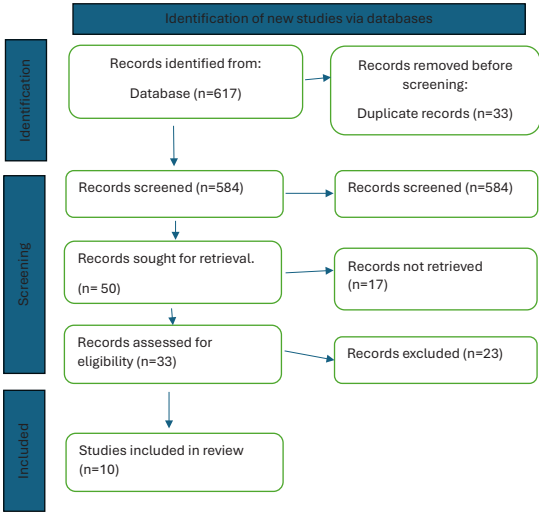 Identification of new studies via databases
Identification
Records identified from:
Database (n=617)
Records removed before
screening:
Duplicate records (n=33)
Screening
Records screened (n=584)
Records screened (n=584)
Records sought for retrieval.
(n= 50)
Records not retrieved
(n=17)
Records assessed for
eligibility (n=33)
Records excluded (n=23)
Included
Studies included in review
(n=10)